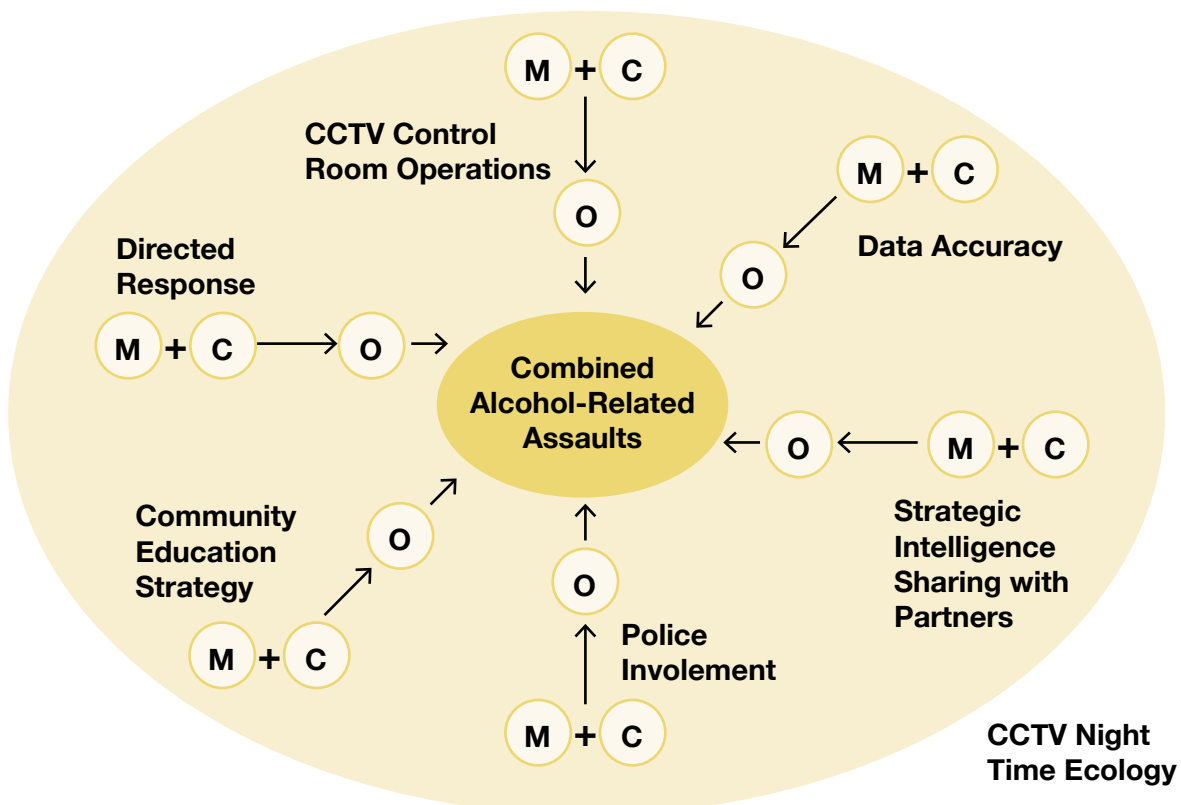 M + C
CCTV Control
Room Operations
O
M + C
Data Accuracy
O
Directed
Response
M + C
O
Combined
Alcohol-Related
Assaults
O
M + C
Strategic
Intelligence
Sharing with
Partners
Community
Education
Strategy
O
M + C
O
Police
Involement
M + C
CCTV Night
Time Ecology